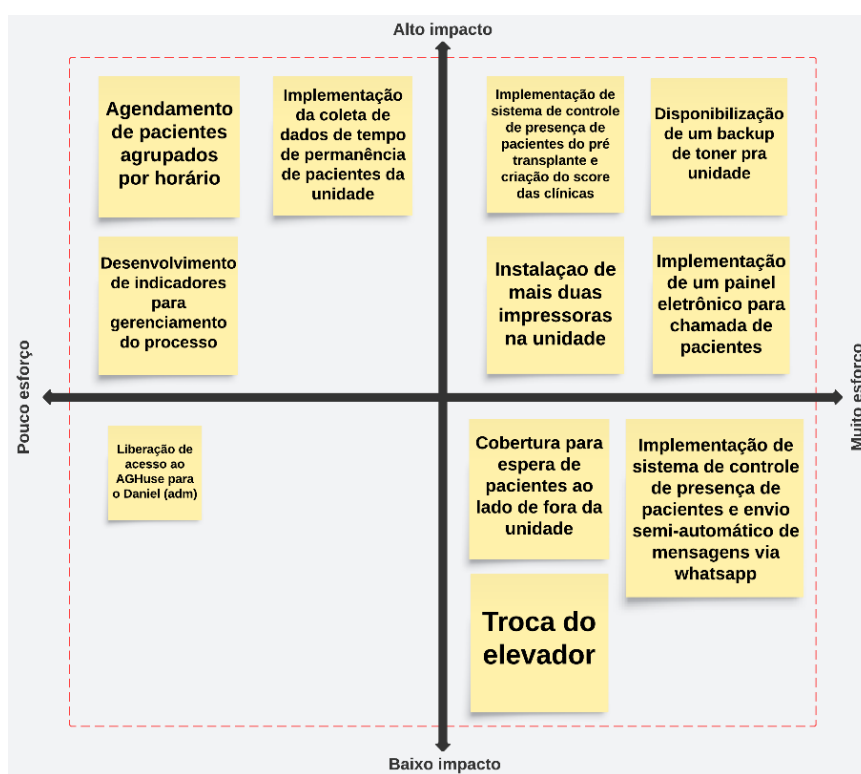 Alto impacto
Agendamento
de pacientes
agrupados
por horário
Implementação
da coleta de
dados de tempo
de permanência
de pacientes da
unidade
Implementação de
sistema de controle
de presença de
pacientes do pré
transplante e
criação do score
das clínicas
Disponibilização
de um backup
de toner pra
unidade
Desenvolvimento
de indicadores
para
gerenciamento
do processo
Instalaçao de
mais duas
impressoras
na unidade
Implementação
de um painel
eletrônico para
chamada de
pacientes
Pouco esforço
Muito esforço
Liberação de
acesso ao
AGHuse para
o Daniel (adm)
Cobertura para
espera de
pacientes ao
lado de fora da
unidade
Implementação de
sistema de controle
de presença de
pacientes e envio
semi-automático de
mensagens via
whatsapp
Troca do
elevador
Baixo impacto